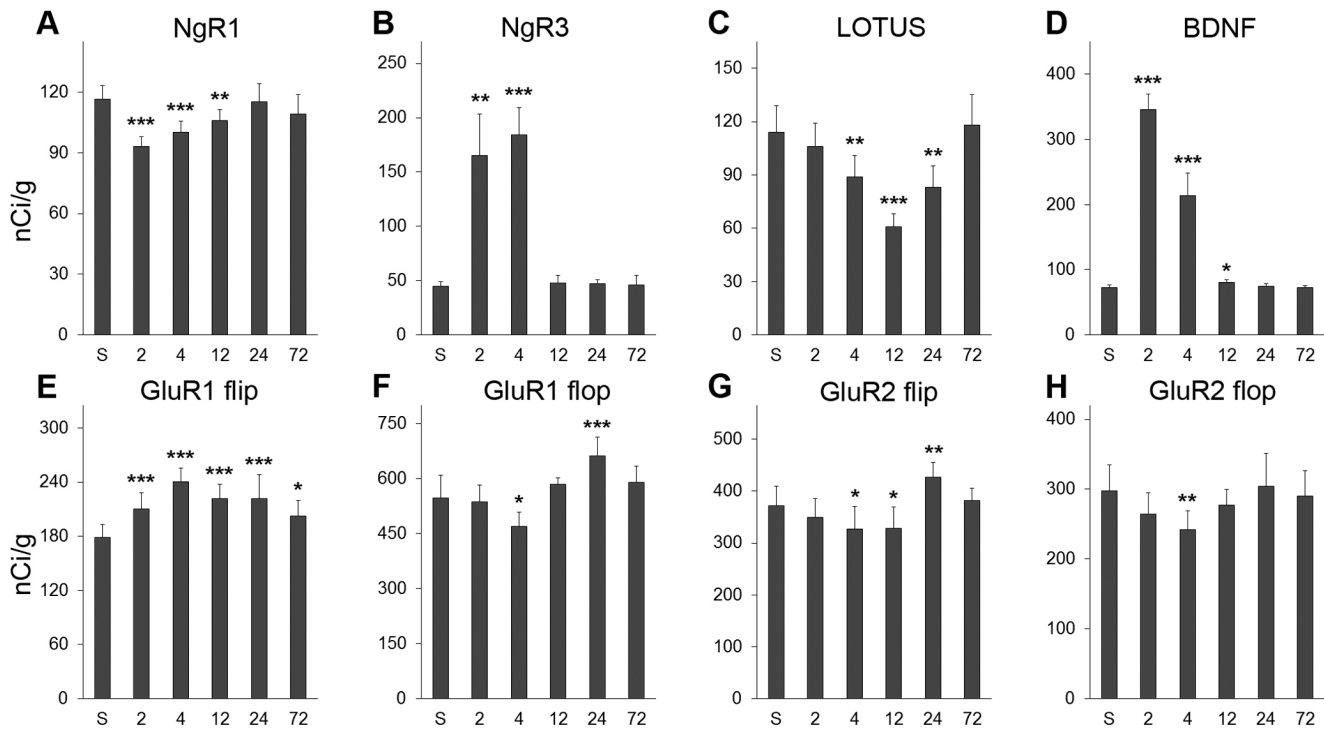 A NgR1
nCi/g
120
90
60
30
0
*** *** **
S 2 4 12 24 72
B NgR3
250
200
150
100
50
0
** ***
S 2 4 12 24 72
C LOTUS
150
120
90
60
30
0
** *** **
S 2 4 12 24 72
D BDNF
400
300
200
100
0
*** *** *
S 2 4 12 24 72
E GluR1 flip
nCi/g
300
240
180
120
60
0
*** *** *** *** *
S 2 4 12 24 72
F GluR1 flop
750
600
450
300
150
0
* ***
S 2 4 12 24 72
G GluR2 flip
500
400
300
200
100
0
* * **
S 2 4 12 24 72
H GluR2 flop
400
300
200
100
0
**
S 2 4 12 24 72